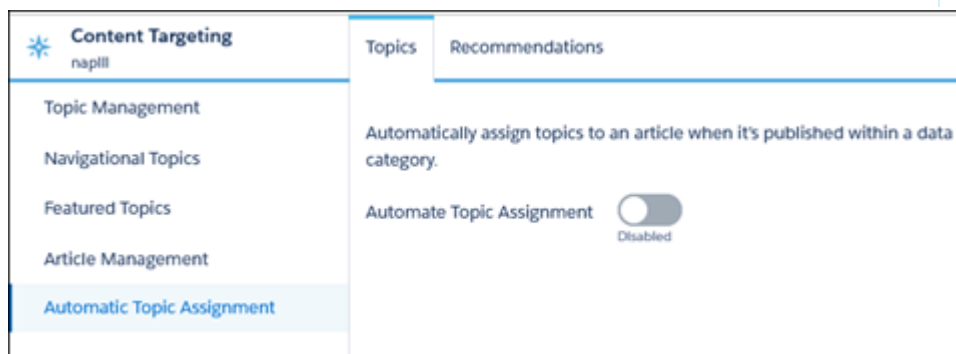 Content Targeting
napIII
Topic Management
Navigational Topics
Featured Topics
Article Management
Automatic Topic Assignment
Topics
Recommendations
Automatically assign topics to an article when it's published within a data
category.
Automate Topic Assignment
Disabled